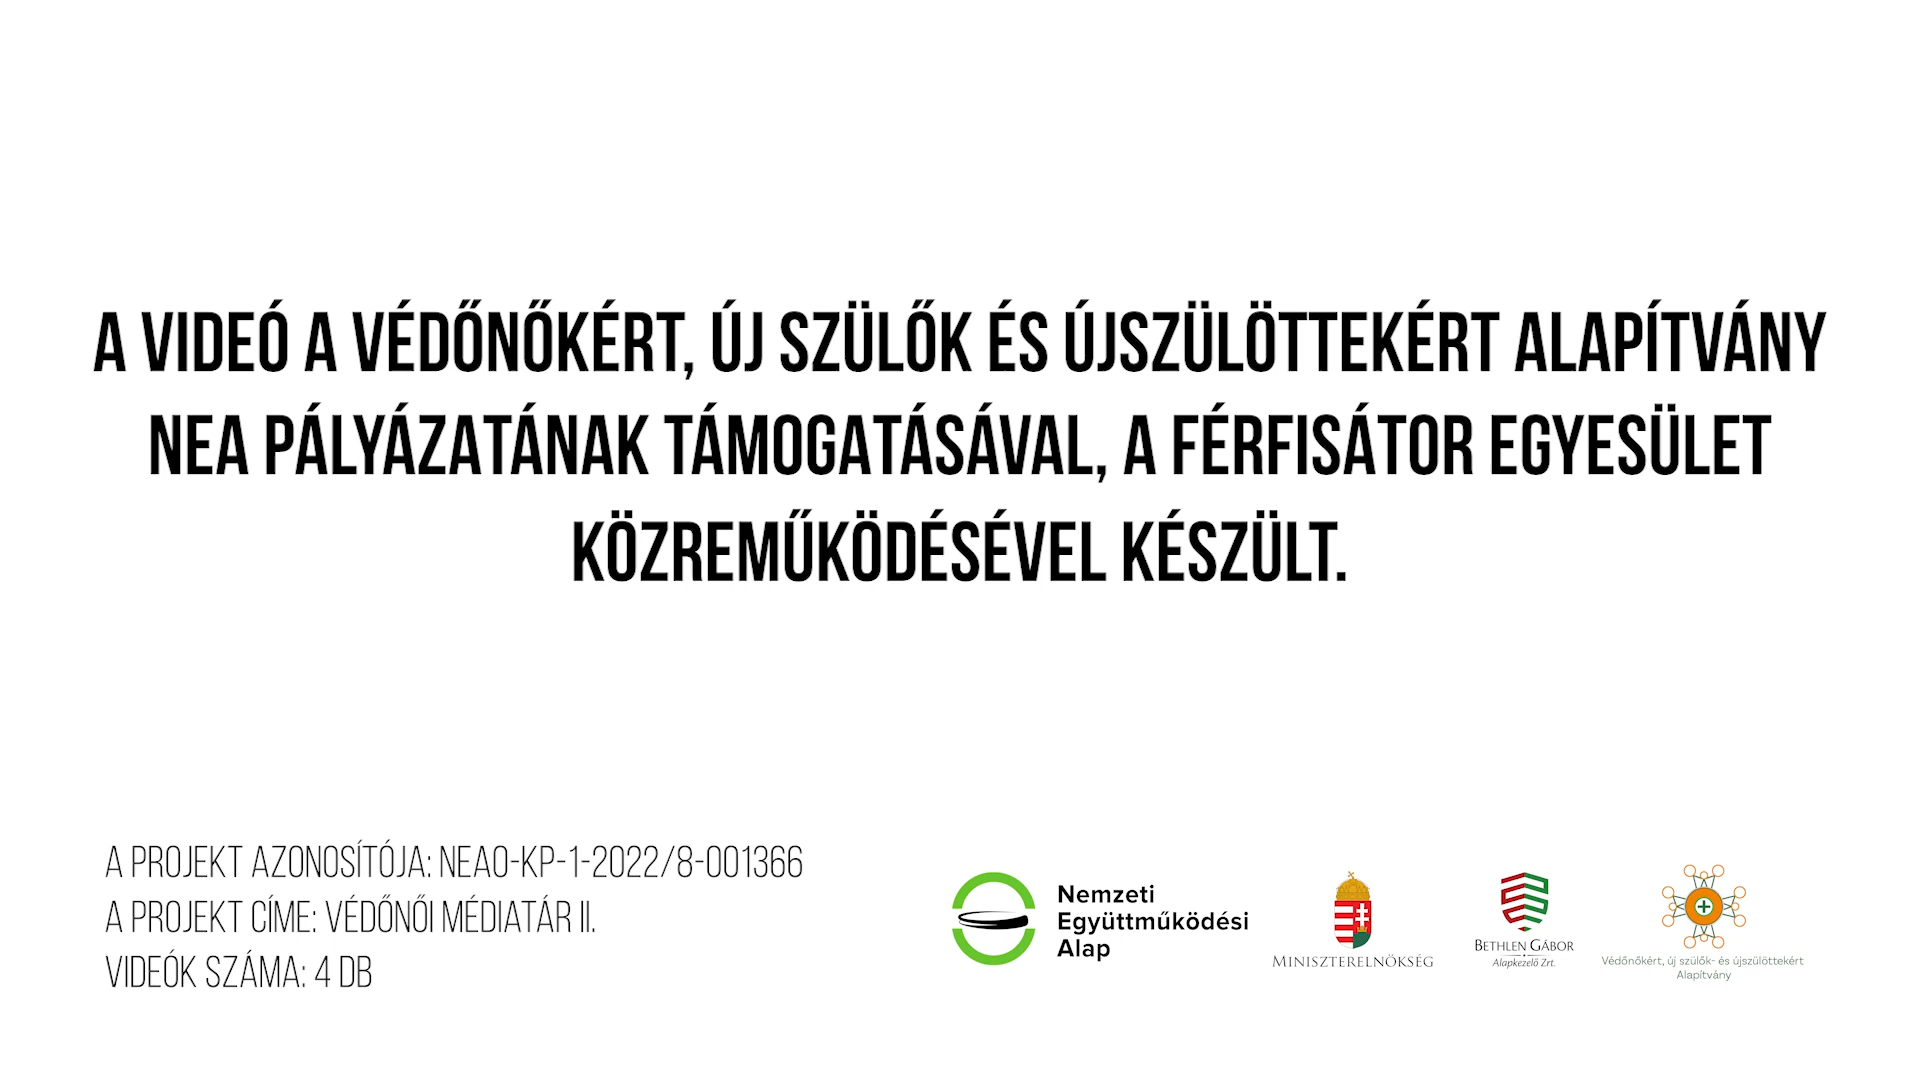 A VIDEÓ A VÉDŐNŐKÉRT, ÚJ SZÜLŐK ÉS ÚJSZÜLÖTTEKÉRT ALAPÍTVÁNY
NEA PÁLYÁZATÁNAK TÁMOGATÁSÁVAL, A FÉRFISÁTOR EGYESÜLET
KÖZREMŰKÖDÉSÉVEL KÉSZÜLT.
A PROJEKT AZONOSÍTÓJA: NEAO-KP-1-2022/8-001366
A PROJEKT CÍME: VÉDŐNŐI MÉDIATÁR II.
VIDEÓK SZÁMA: 4 DB
Nemzeti
Együttműködési
Alap
MINISZTERELNÖKSÉG
BETHLEN GÁBOR
Alapkezelő Zrt.
Védőnőkért, új szülők- és újszülöttekért
Alapítvány